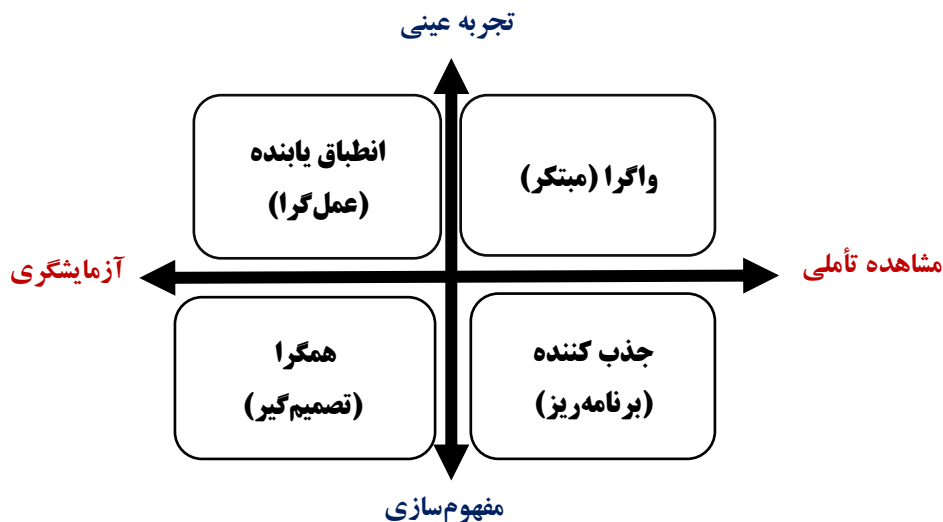 تجربه عینی
واگرا (مبتکر)
انطباق یابنده
(عمل‌گرا)
مشاهده تأملی
آزمایشگری
جذب کننده
(برنامه‌ریز)
همگرا
(تصمیم‌گیر)
مفهوم‌سازی